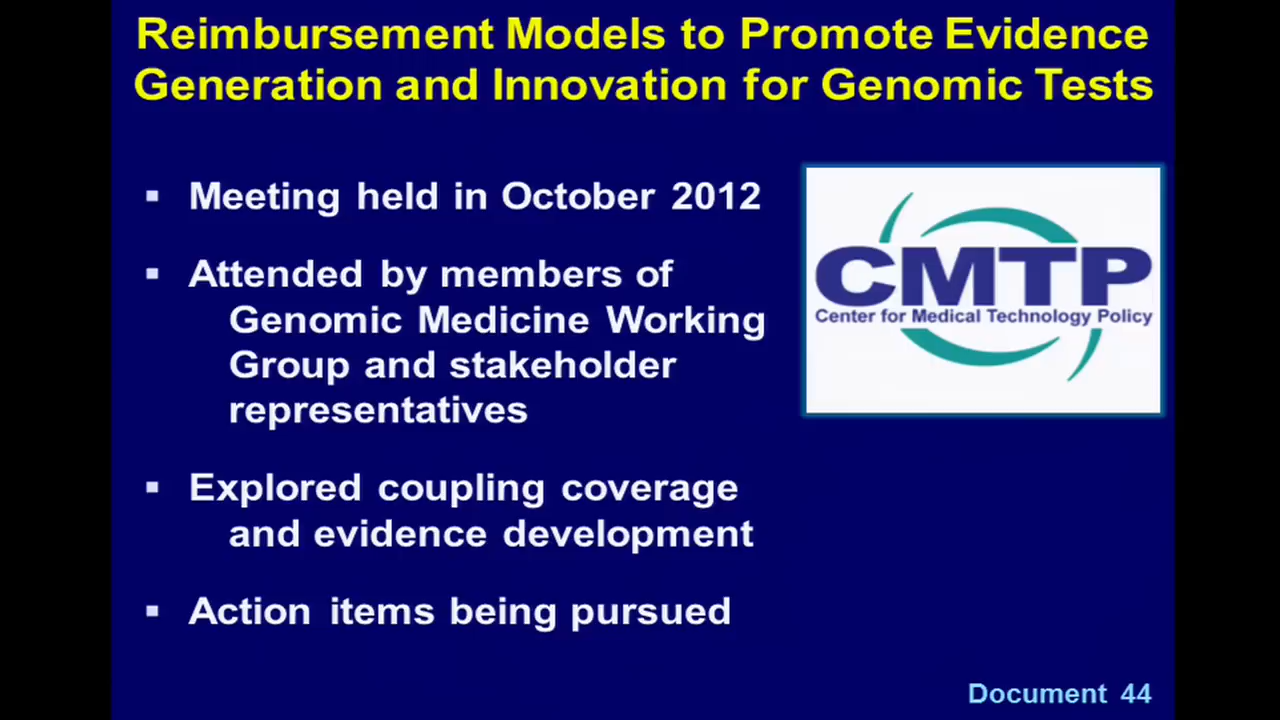 Reimbursement Models to Promote Evidence
Generation and Innovation for Genomic Tests
▪ Meeting held in October 2012
▪ Attended by members of
Genomic Medicine Working
Group and stakeholder
representatives
▪ Explored coupling coverage
and evidence development
▪ Action items being pursued
CMTP
Center for Medical Technology Policy
Document 44